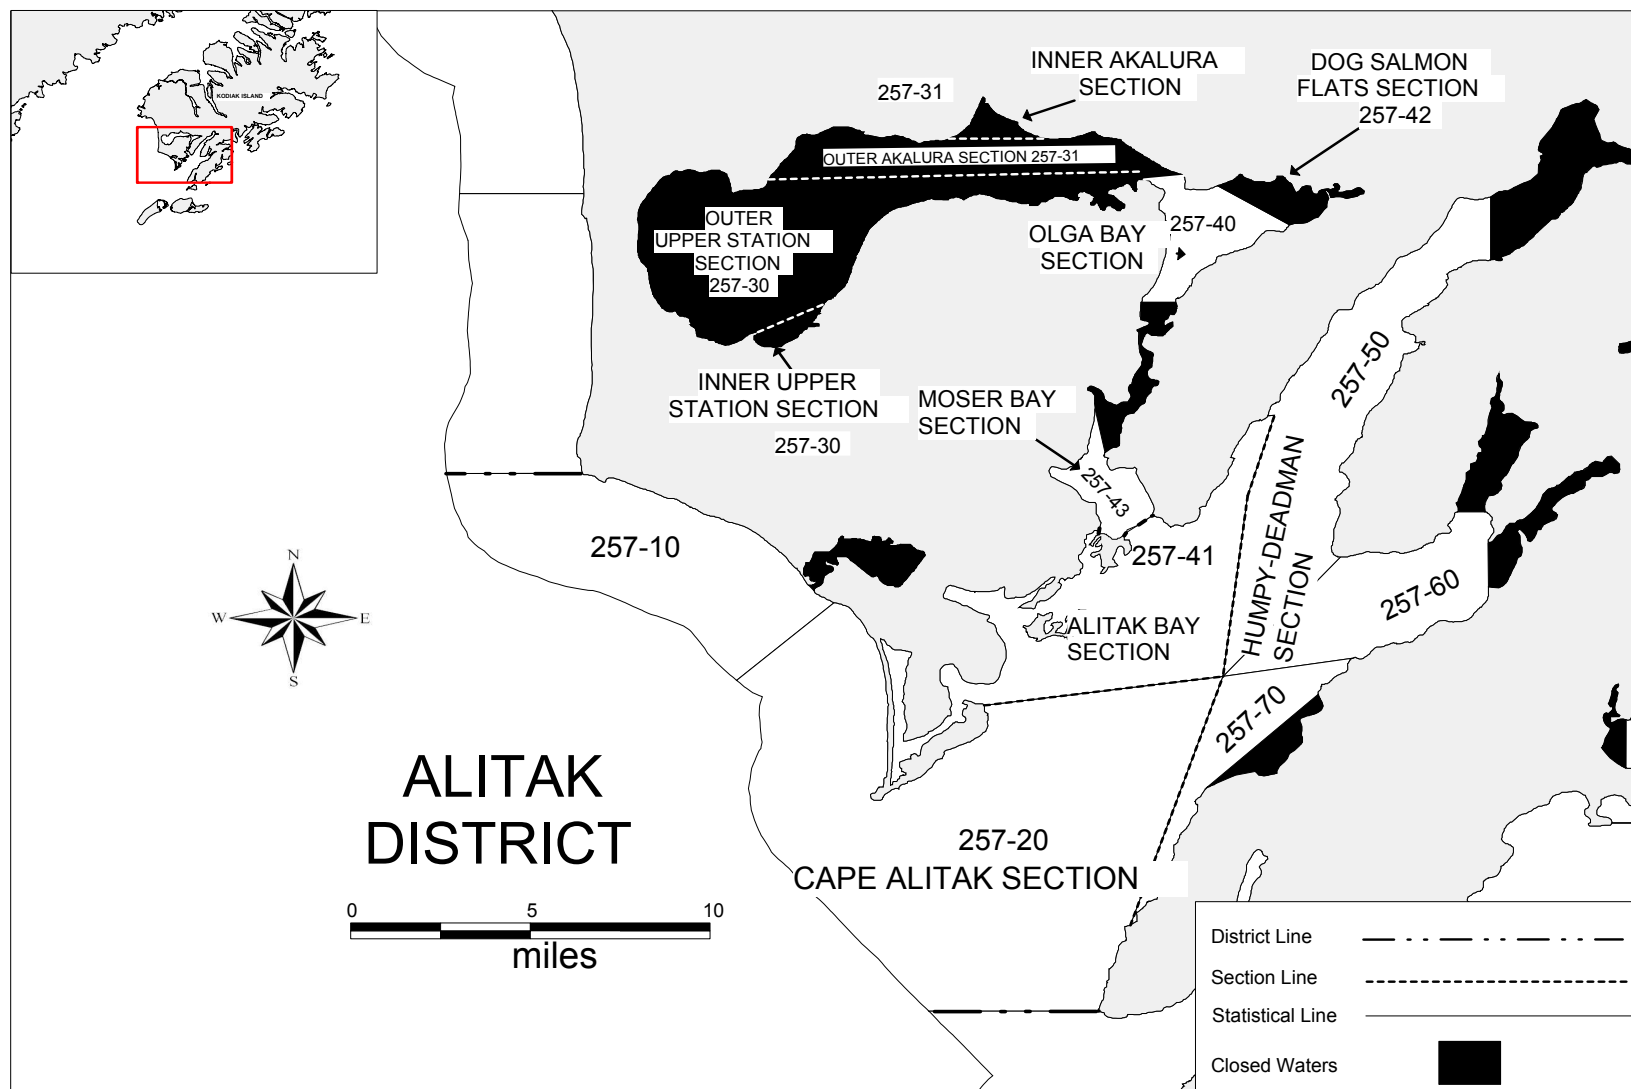 KODIAK ISLAND
INNER AKALURA
SECTION
DOG SALMON
FLATS SECTION
257-42
257-31
OUTER AKALURA SECTION 257-31
OUTER
UPPER STATION
SECTION
257-30
257-40
OLGA BAY
SECTION
INNER UPPER
STATION SECTION
257-30
MOSER BAY
SECTION
257-43
257-50
257-10
257-41
HUMPY-DEADMAN
SECTION
257-60
ALITAK BAY
SECTION
257-70
N
W
E
S
ALITAK
DISTRICT
0
5
10
miles
257-20
CAPE ALITAK SECTION
District Line
Section Line
Statistical Line
Closed Waters